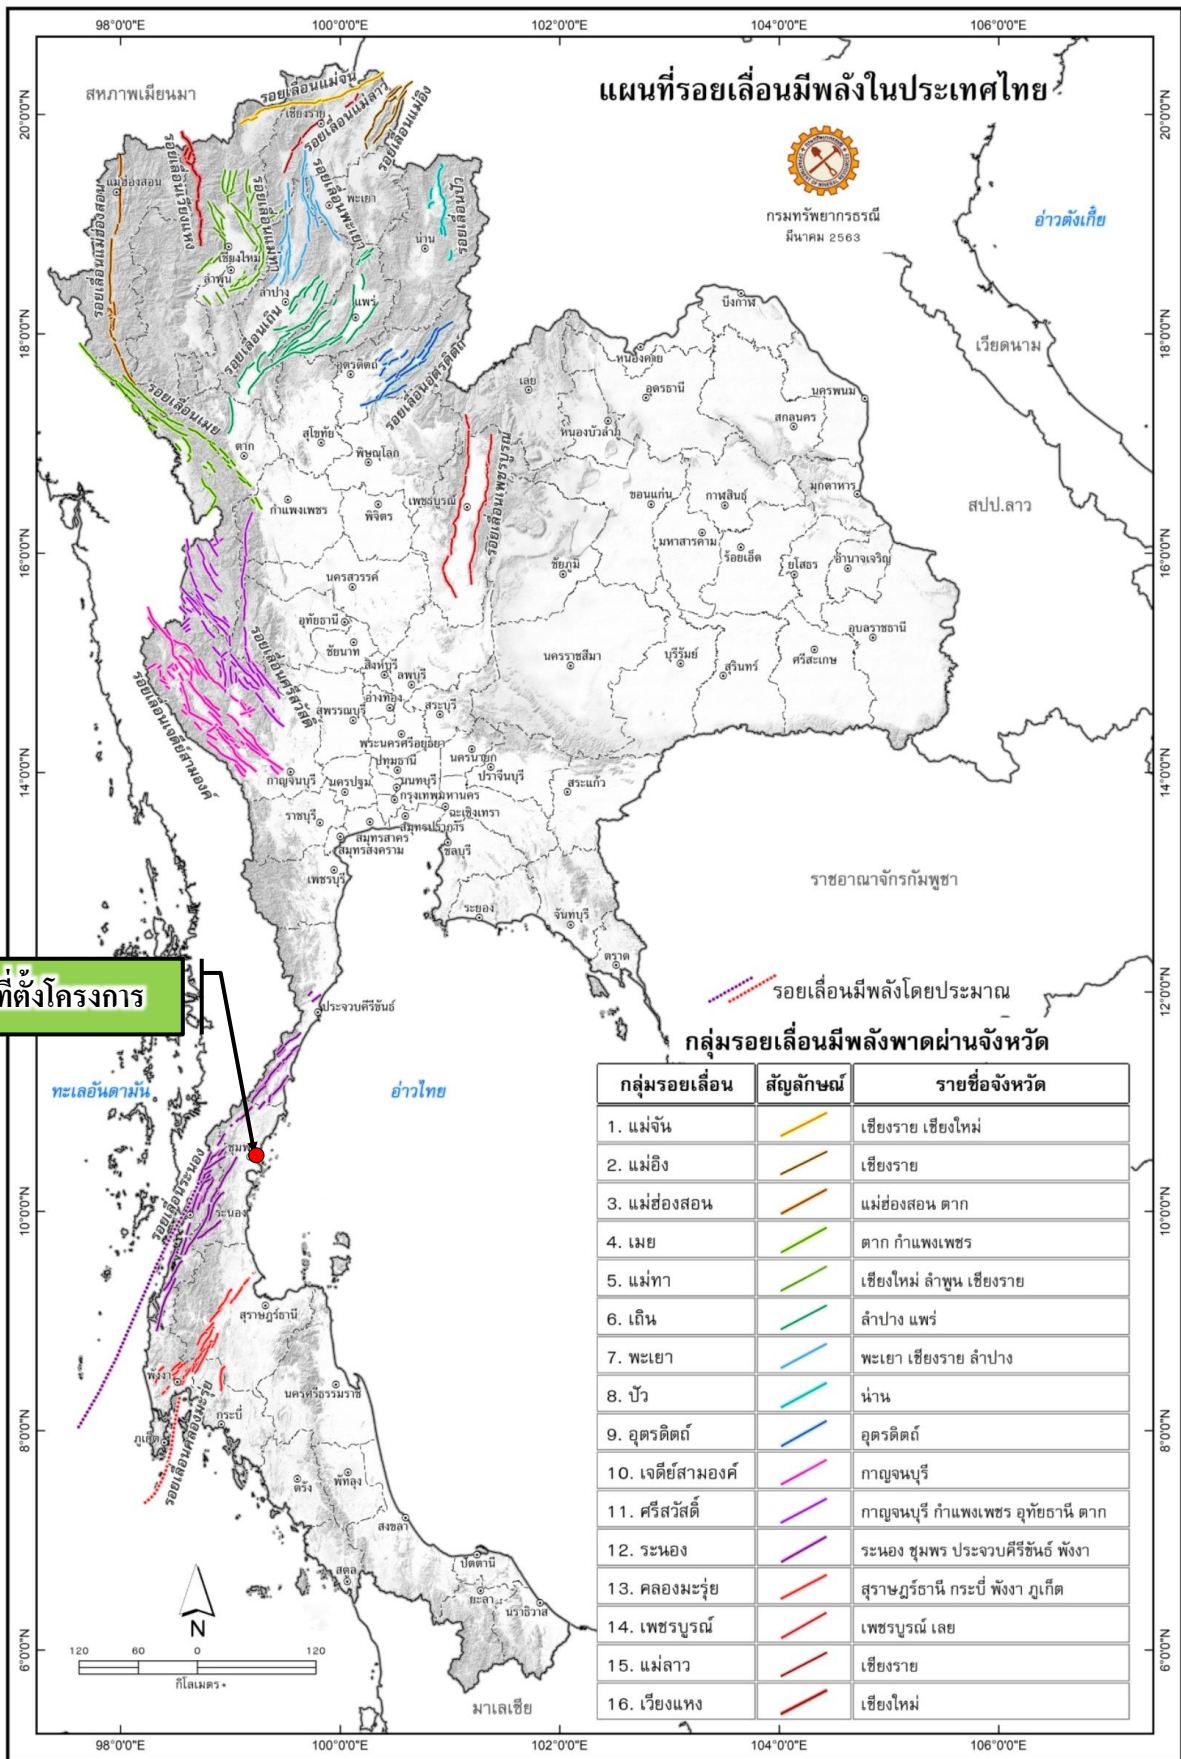 98°0'0"E 100°0'0"E 102°0'0"E 104°0'0"E 106°0'0"E
แผนที่รอยเลื่อนมีพลังในประเทศไทย
กรมทรัพยากรธรณี
มีนาคม 2563
สหภาพเมียนมา
อ่าวตังเกี๋ย
เวียดนาม
สปป.ลาว
ราชอาณาจักรกัมพูชา
มาเลเซีย
ทะเลอันดามัน
อ่าวไทย
20°0'0"N
18°0'0"N
16°0'0"N
14°0'0"N
12°0'0"N
10°0'0"N
8°0'0"N
6°0'0"N
20°0'0"N
18°0'0"N
16°0'0"N
14°0'0"N
10°0'0"N
8°0'0"N
6°0'0"N
รอยเลื่อนแม่จัน
รอยเลื่อนแม่ลาว
รอยเลื่อนแม่อิง
รอยเลื่อนเวียงแหง
รอยเลื่อนแม่ฮ่องสอน
รอยเลื่อนแม่ทา
รอยเลื่อนพะเยา
รอยเลื่อนปัว
รอยเลื่อนเถิน
รอยเลื่อนอุตรดิตถ์
รอยเลื่อนเมย
รอยเลื่อนเพชรบูรณ์
รอยเลื่อนศรีสวัสดิ์
รอยเลื่อนเจดีย์สามองค์
รอยเลื่อนระนอง
รอยเลื่อนคลองมะรุ่ย
เชียงราย
แม่ฮ่องสอน
พะเยา
น่าน
เชียงใหม่
ลำพูน
ลำปาง
แพร่
อุตรดิตถ์
บึงกาฬ
หนองคาย
เลย
อุดรธานี
นครพนม
สกลนคร
หนองบัวลำภู
สุโขทัย
ตาก
พิษณุโลก
มุกดาหาร
กำแพงเพชร
พิจิตร
เพชรบูรณ์
ขอนแก่น
กาฬสินธุ์
มหาสารคาม
ร้อยเอ็ด
ยโสธร
อำนาจเจริญ
ชัยภูมิ
นครสวรรค์
อุทัยธานี
ชัยนาท
สิงห์บุรี
ลพบุรี
นครราชสีมา
บุรีรัมย์
สุรินทร์
ศรีสะเกษ
อุบลราชธานี
อ่างทอง
สุพรรณบุรี
สระบุรี
พระนครศรีอยุธยา
นครนายก
ปทุมธานี
ปราจีนบุรี
กาญจนบุรี
นครปฐม
นนทบุรี
สระแก้ว
กรุงเทพมหานคร
ฉะเชิงเทรา
ราชบุรี
สมุทรปราการ
สมุทรสาคร
สมุทรสงคราม
ชลบุรี
เพชรบุรี
ระยอง
จันทบุรี
ตราด
ประจวบคีรีขันธ์
ระนอง
สุราษฎร์ธานี
พังงา
นครศรีธรรมราช
กระบี่
ภูเก็ต
ตรัง
พัทลุง
สงขลา
สตูล
ปัตตานี
ยะลา
นราธิวาส
ที่ตั้งโครงการ
รอยเลื่อนมีพลังโดยประมาณ
กลุ่มรอยเลื่อนมีพลังพาดผ่านจังหวัด
กลุ่มรอยเลื่อน สัญลักษณ์ รายชื่อจังหวัด
1. แม่จัน เชียงราย เชียงใหม่
2. แม่อิง เชียงราย
3. แม่ฮ่องสอน แม่ฮ่องสอน ตาก
4. เมย ตาก กำแพงเพชร
5. แม่ทา เชียงใหม่ ลำพูน เชียงราย
6. เถิน ลำปาง แพร่
7. พะเยา พะเยา เชียงราย ลำปาง
8. ปัว น่าน
9. อุตรดิตถ์ อุตรดิตถ์
10. เจดีย์สามองค์ กาญจนบุรี
11. ศรีสวัสดิ์ กาญจนบุรี กำแพงเพชร อุทัยธานี ตาก
12. ระนอง ระนอง ชุมพร ประจวบคีรีขันธ์ พังงา
13. คลองมะรุ่ย สุราษฎร์ธานี กระบี่ พังงา ภูเก็ต
14. เพชรบูรณ์ เพชรบูรณ์ เลย
15. แม่ลาว เชียงราย
16. เวียงแหง เชียงใหม่
N
120 60 0 120
กิโลเมตร
98°0'0"E 100°0'0"E 102°0'0"E 104°0'0"E 106°0'0"E